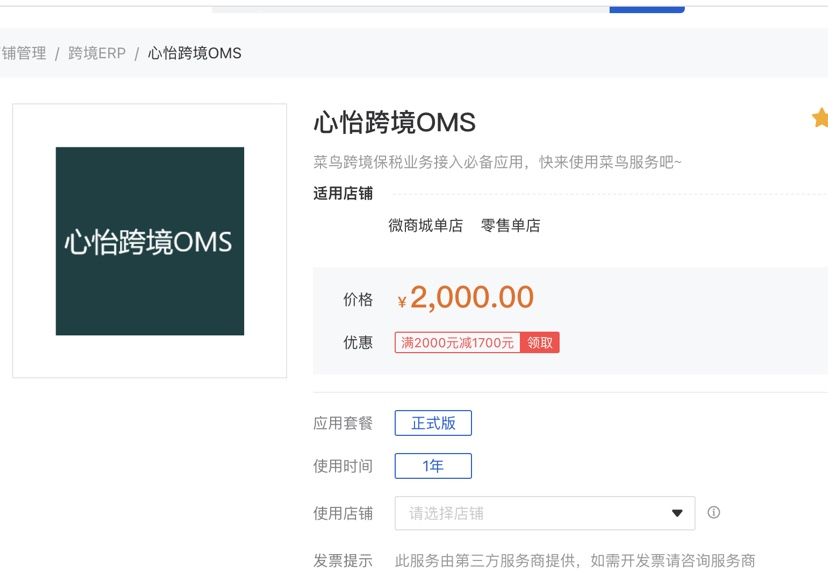 铺管理 / 跨境ERP / 心怡跨境OMS
心怡跨境OMS
心怡跨境OMS
菜鸟跨境保税业务接入必备应用，快来使用菜鸟服务吧~
适用店铺
微商城单店 零售单店
价格 ¥2,000.00
优惠 满2000元减1700元 领取
应用套餐 正式版
使用时间 1年
使用店铺 请选择店铺
发票提示 此服务由第三方服务商提供，如需开发票请咨询服务商